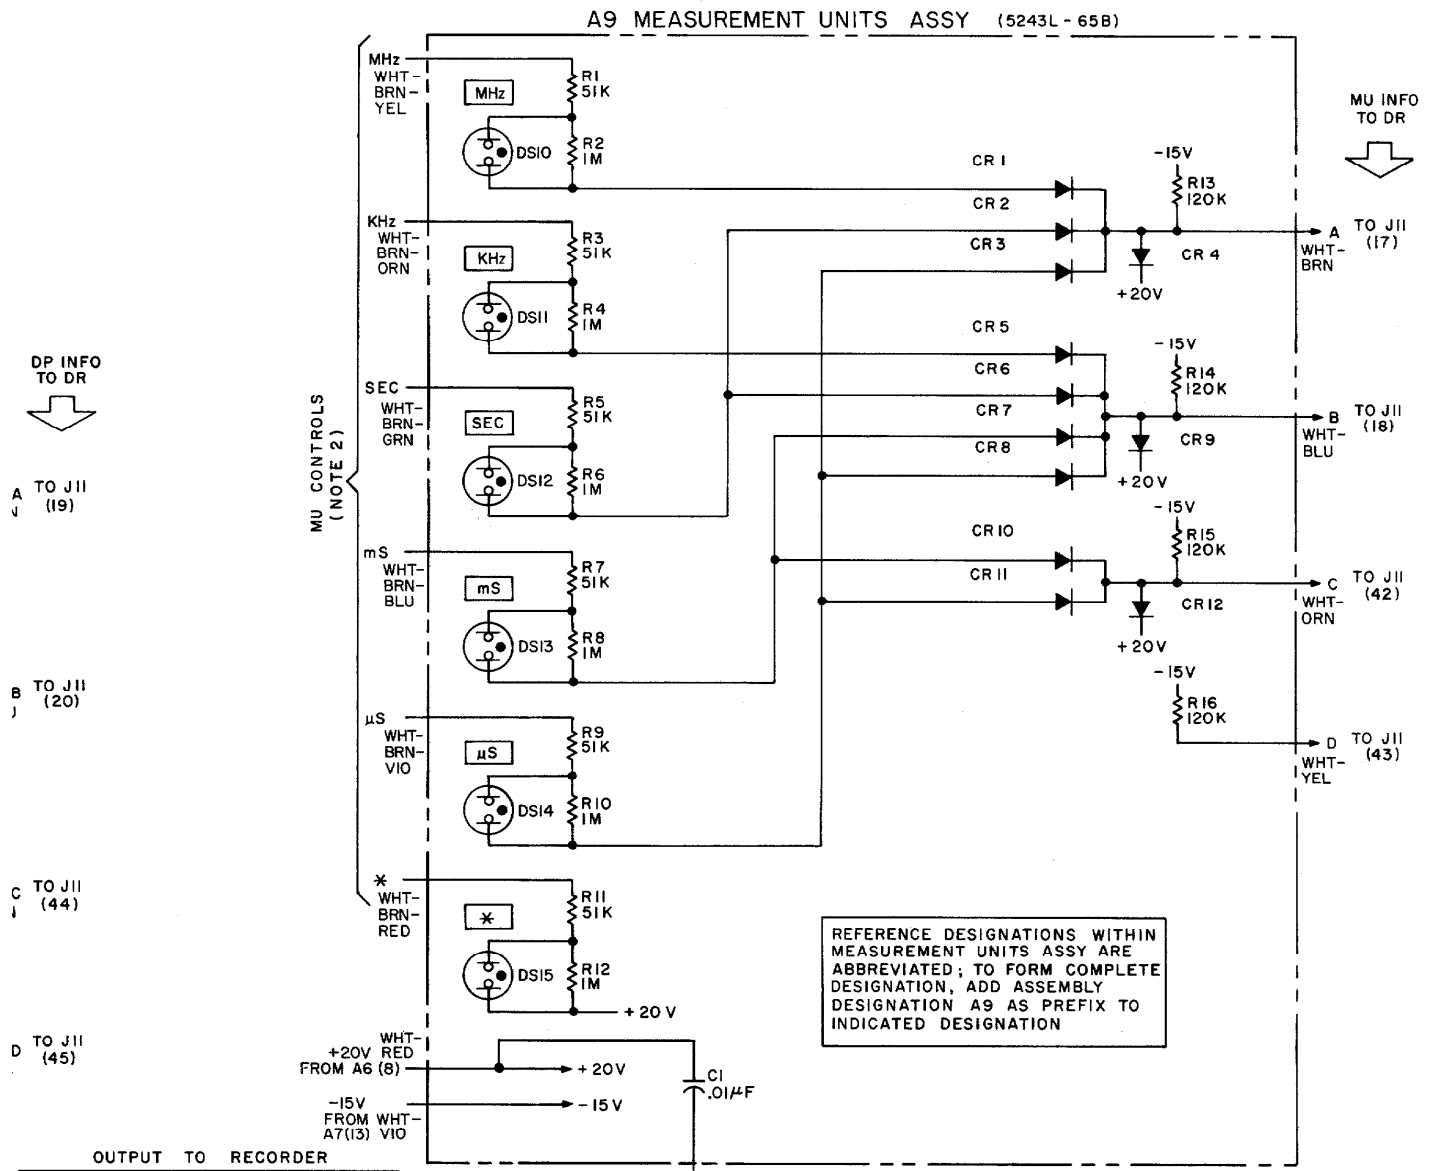 A9 MEASUREMENT UNITS ASSY (5243L-65B)
MHz
WHT-
BRN-
YEL
MHz
R1
51K
DS10
R2
1M
KHz
WHT-
BRN-
ORN
KHz
R3
51K
DS11
R4
1M
SEC
WHT-
BRN-
GRN
SEC
R5
51K
DS12
R6
1M
mS
WHT-
BRN-
BLU
mS
R7
51K
DS13
R8
1M
μS
WHT-
BRN-
VIO
μS
R9
51K
DS14
R10
1M
*
WHT-
BRN-
RED
*
R11
51K
DS15
R12
1M
+20V
MU CONTROLS
(NOTE 2)
DP INFO
TO DR
A TO J11
(19)
B TO J11
(20)
C TO J11
(44)
D TO J11
(45)
CR1
CR2
CR3
-15V
R13
120K
CR4
+20V
CR5
CR6
CR7
CR8
-15V
R14
120K
CR9
+20V
CR10
CR11
-15V
R15
120K
CR12
+20V
-15V
R16
120K
MU INFO
TO DR
A TO J11
(17)
WHT-
BRN
B TO J11
(18)
WHT-
BLU
C TO J11
(42)
WHT-
ORN
D TO J11
(43)
WHT-
YEL
REFERENCE DESIGNATIONS WITHIN
MEASUREMENT UNITS ASSY ARE
ABBREVIATED; TO FORM COMPLETE
DESIGNATION, ADD ASSEMBLY
DESIGNATION A9 AS PREFIX TO
INDICATED DESIGNATION
WHT-
+20V RED
FROM A6(8)
+20V
C1
.01μF
-15V
FROM WHT-
A7(13) VIO
-15V
OUTPUT TO RECORDER